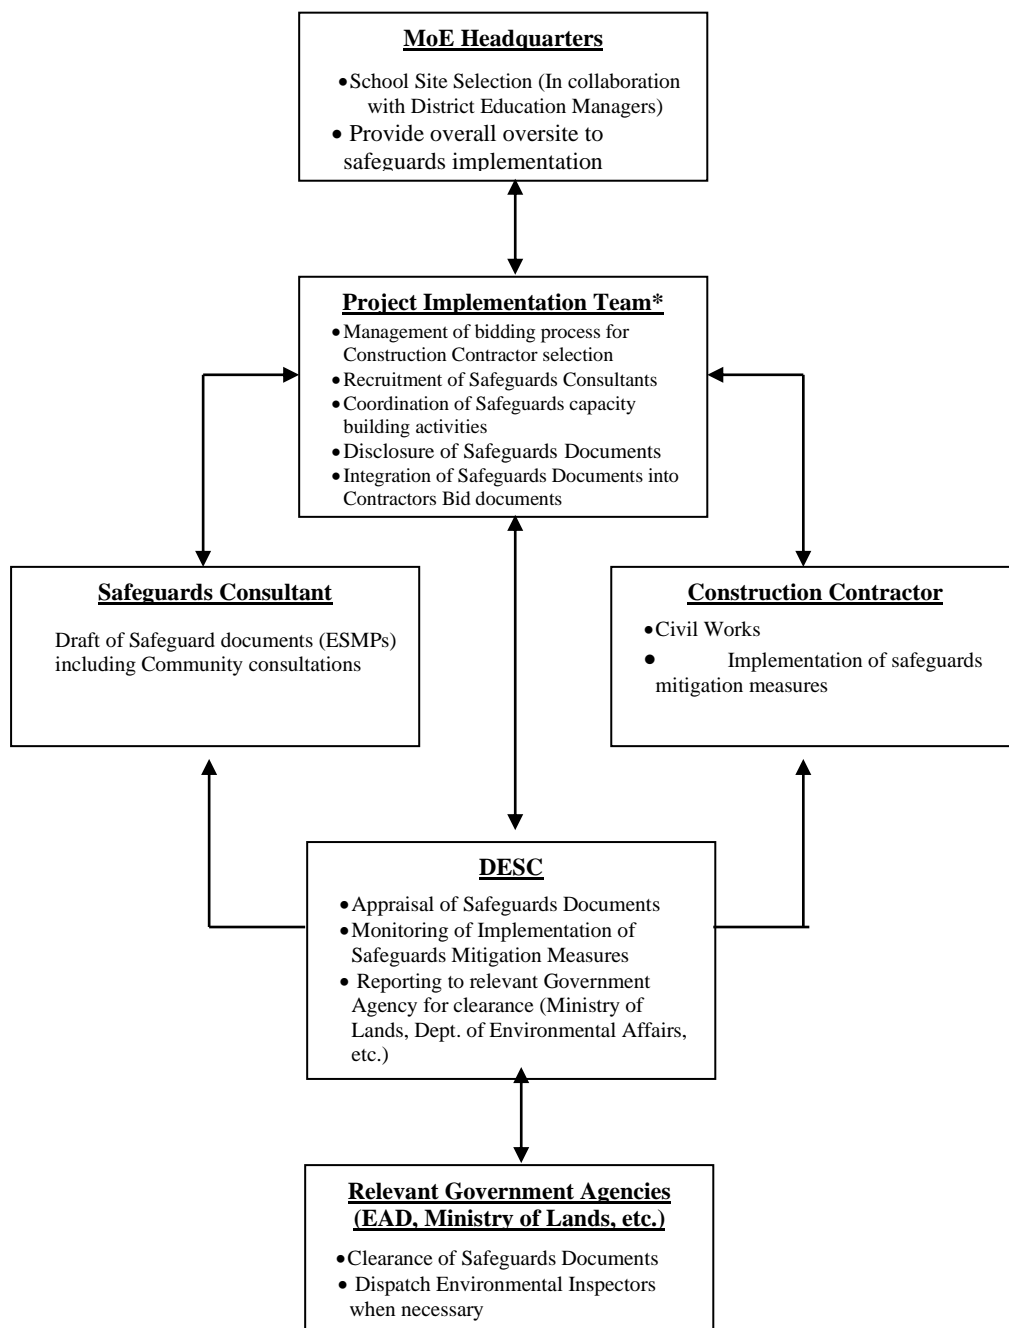 MoE Headquarters
•School Site Selection (In collaboration
with District Education Managers)
• Provide overall oversite to
safeguards implementation
Project Implementation Team*
•Management of bidding process for
Construction Contractor selection
•Recruitment of Safeguards Consultants
•Coordination of Safeguards capacity
building activities
•Disclosure of Safeguards Documents
•Integration of Safeguards Documents into
Contractors Bid documents
Safeguards Consultant
Draft of Safeguard documents (ESMPs)
including Community consultations
Construction Contractor
•Civil Works
• Implementation of safeguards
mitigation measures
DESC
•Appraisal of Safeguards Documents
•Monitoring of Implementation of
Safeguards Mitigation Measures
• Reporting to relevant Government
Agency for clearance (Ministry of
Lands, Dept. of Environmental Affairs,
etc.)
Relevant Government Agencies
(EAD, Ministry of Lands, etc.)
•Clearance of Safeguards Documents
• Dispatch Environmental Inspectors
when necessary